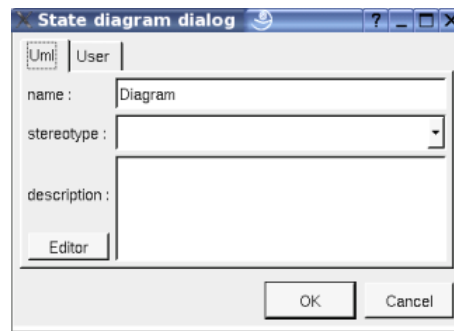 State diagram dialog
Uml User
name : Diagram
stereotype :
description :
Editor
OK Cancel